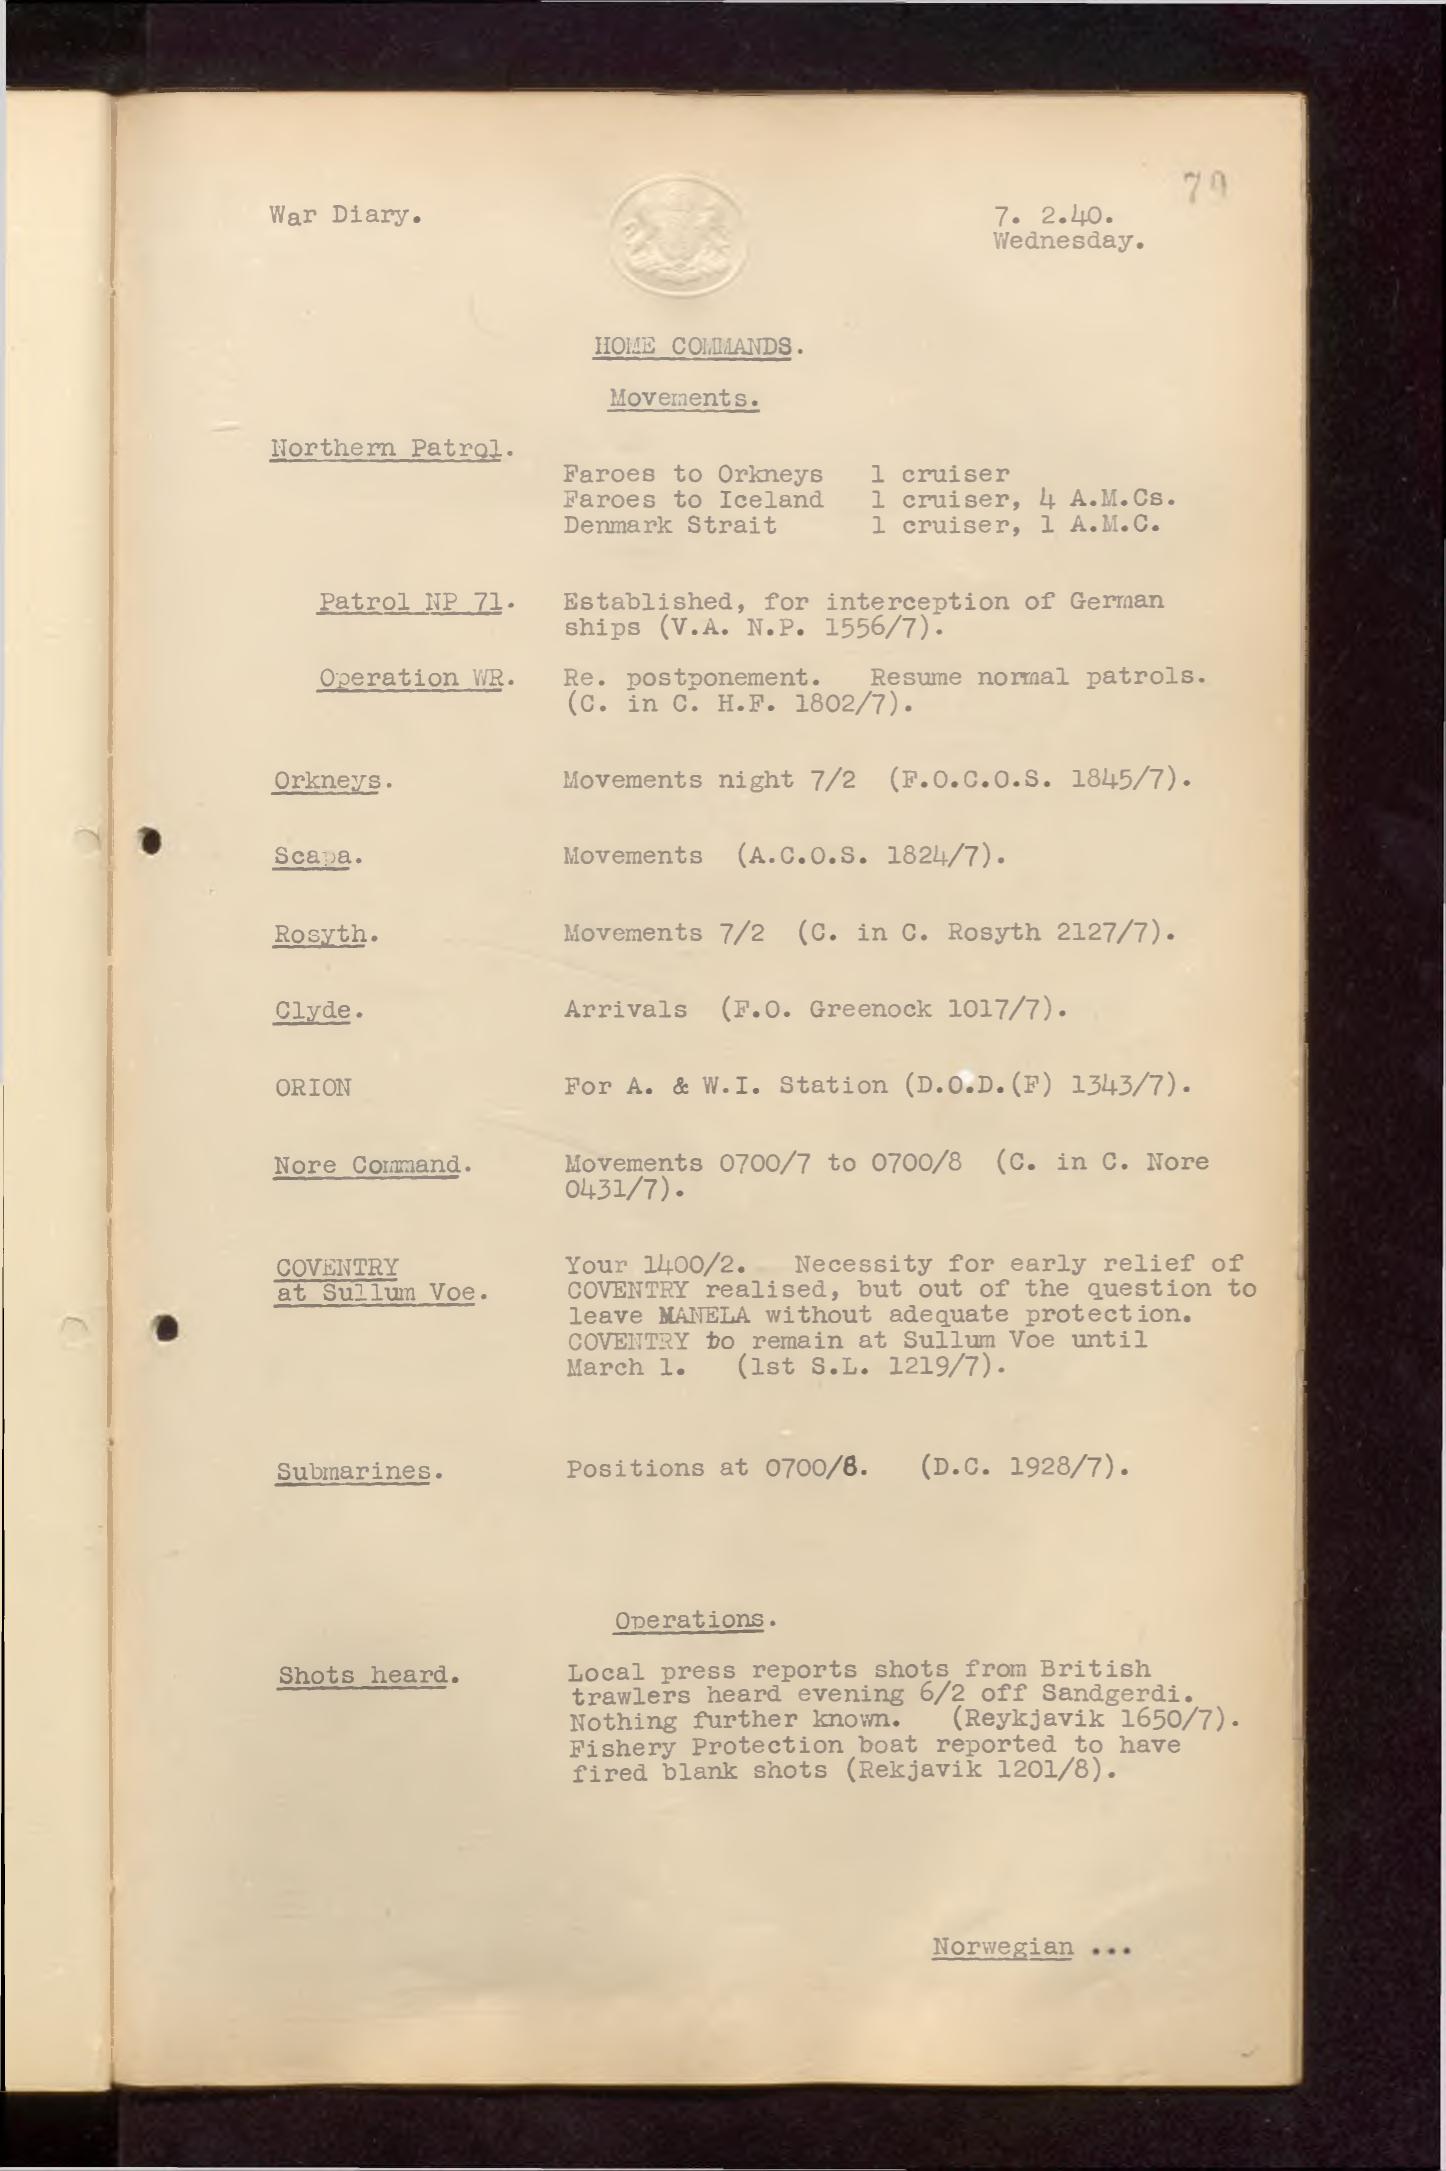 79
War Diary.
7. 2.40.
Wednesday.
HOME COMMANDS.
Movements.
Northern Patrol.
Faroes to Orkneys 1 cruiser
Faroes to Iceland 1 cruiser, 4 A.M.Cs.
Denmark Strait 1 cruiser, 1 A.M.C.
Patrol NP 71. Established, for interception of German
ships (V.A. N.P. 1556/7).
Operation WR. Re. postponement. Resume normal patrols.
(C. in C. H.F. 1802/7).
Orkneys. Movements night 7/2 (F.O.C.O.S. 1845/7).
Scapa. Movements (A.C.O.S. 1824/7).
Rosyth. Movements 7/2 (C. in C. Rosyth 2127/7).
Clyde. Arrivals (F.O. Greenock 1017/7).
ORION For A. & W.I. Station (D.O.D.(F) 1343/7).
Nore Command. Movements 0700/7 to 0700/8 (C. in C. Nore
0431/7).
COVENTRY Your 1400/2. Necessity for early relief of
at Sullum Voe. COVENTRY realised, but out of the question to
leave MANELA without adequate protection.
COVENTRY to remain at Sullum Voe until
March 1. (1st S.L. 1219/7).
Submarines. Positions at 0700/8. (D.C. 1928/7).
Operations.
Shots heard. Local press reports shots from British
trawlers heard evening 6/2 off Sandgerdi.
Nothing further known. (Reykjavik 1650/7).
Fishery Protection boat reported to have
fired blank shots (Rekjavik 1201/8).
Norwegian ...